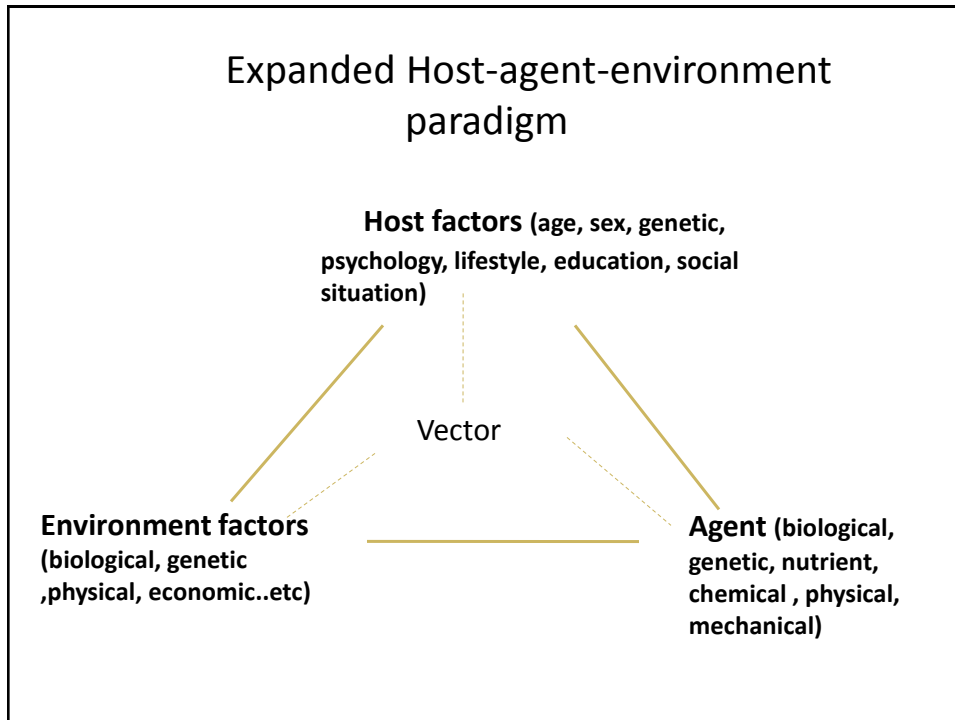 Expanded Host-agent-environment
paradigm
Host factors (age, sex, genetic,
psychology, lifestyle, education, social
situation)
Vector
Environment factors
(biological, genetic
,physical, economic..etc)
Agent (biological,
genetic, nutrient,
chemical , physical,
mechanical)